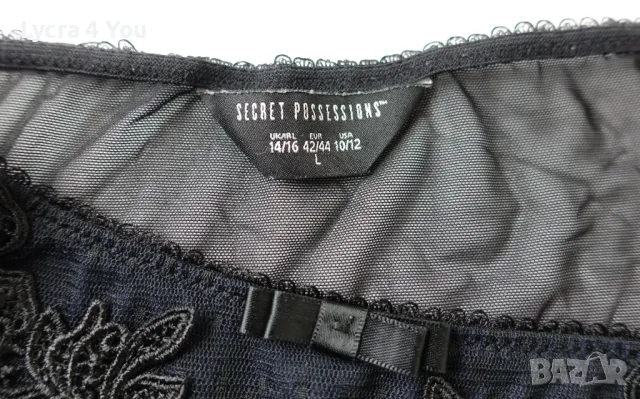 Lycra 4 You
SECRET POSSESSIONS™
UK/IRL EUR USA
14/16 42/44 10/12
L
BAZAR